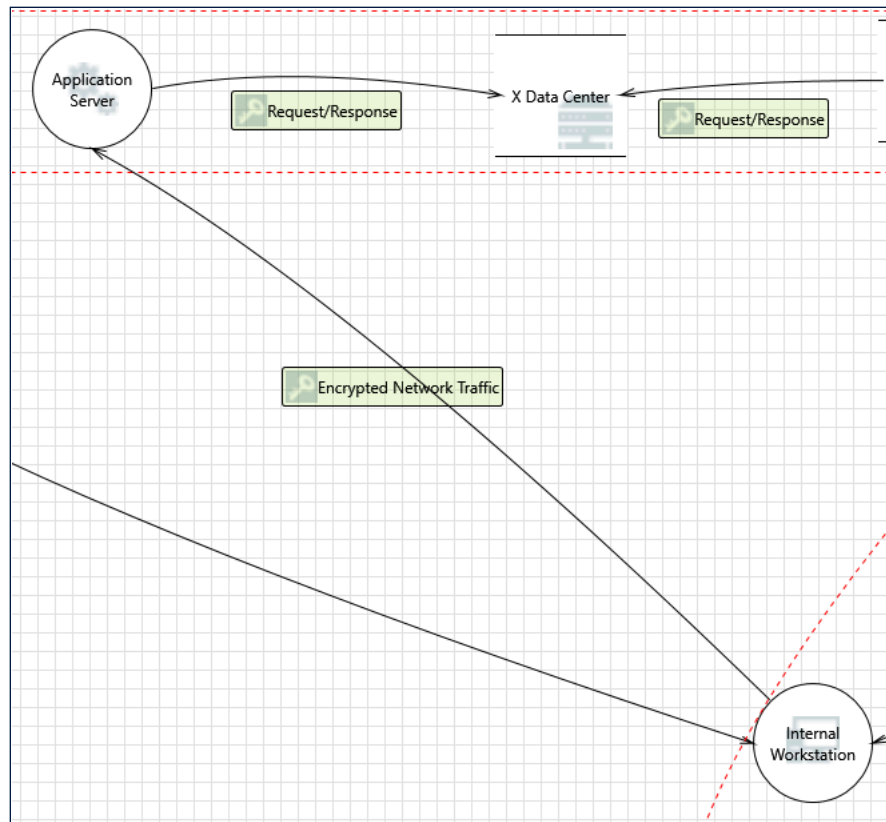 Application
Server
Request/Response
X Data Center
Request/Response
Encrypted Network Traffic
Internal
Workstation